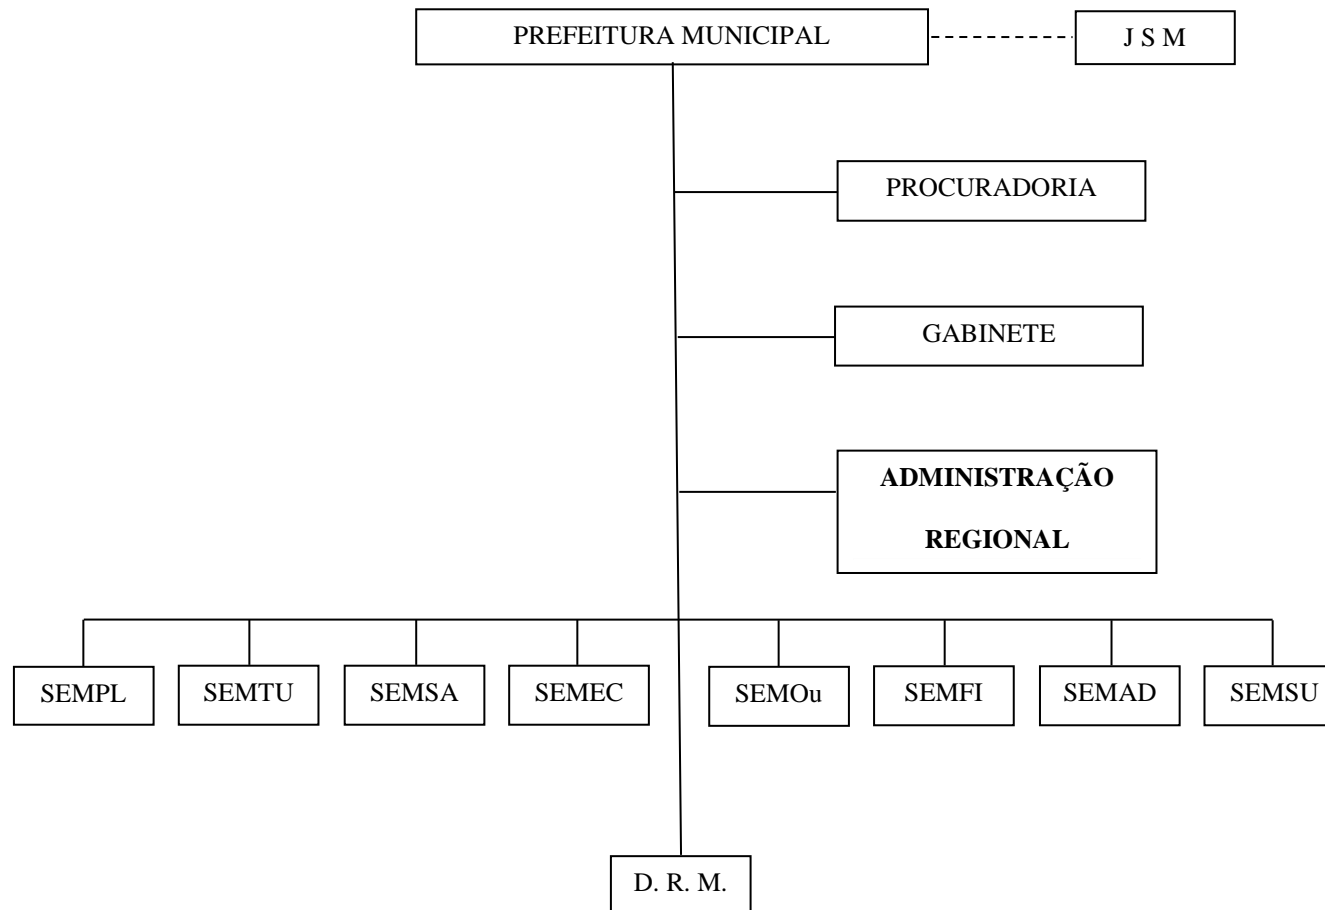 PREFEITURA MUNICIPAL
J S M
PROCURADORIA
GABINETE
ADMINISTRAÇÃO
REGIONAL
SEMPL
SEMTU
SEMSA
SEMEC
SEMOu
SEMFI
SEMAD
SEMSU
D. R. M.